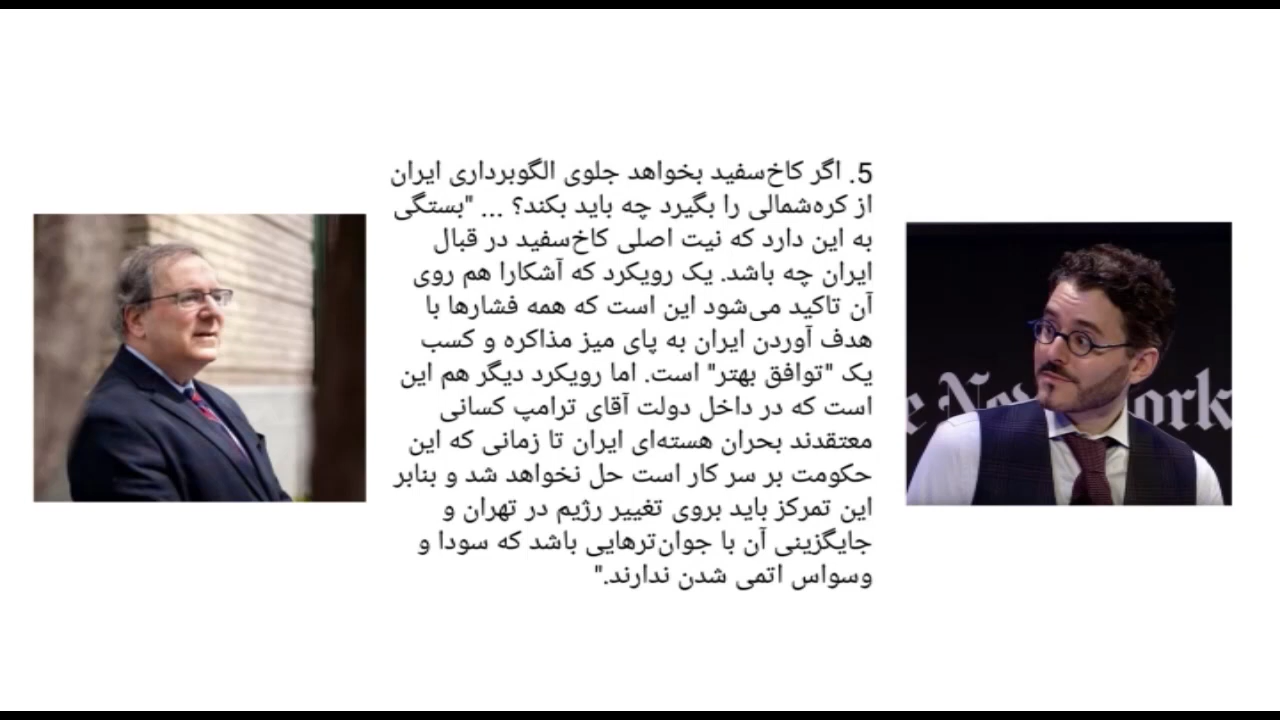 5. اگر کاخ‌سفید بخواهد جلوی الگوبرداری ایران
از کره‌شمالی را بگیرد چه باید بکند؟ ... "بستگی
به این دارد که نیت اصلی کاخ‌سفید در قبال
ایران چه باشد. یک رویکرد که آشکارا هم روی
آن تاکید می‌شود این است که همه فشارها با
هدف آوردن ایران به پای میز مذاکره و کسب
یک "توافق بهتر" است. اما رویکرد دیگر هم این
است که در داخل دولت آقای ترامپ کسانی
معتقدند بحران هسته‌ای ایران تا زمانی که این
حکومت بر سر کار است حل نخواهد شد و بنابر
این تمرکز باید بروی تغییر رژیم در تهران و
جایگزینی آن با جوان‌ترهایی باشد که سودا و
وسواس اتمی شدن ندارند."
e New York